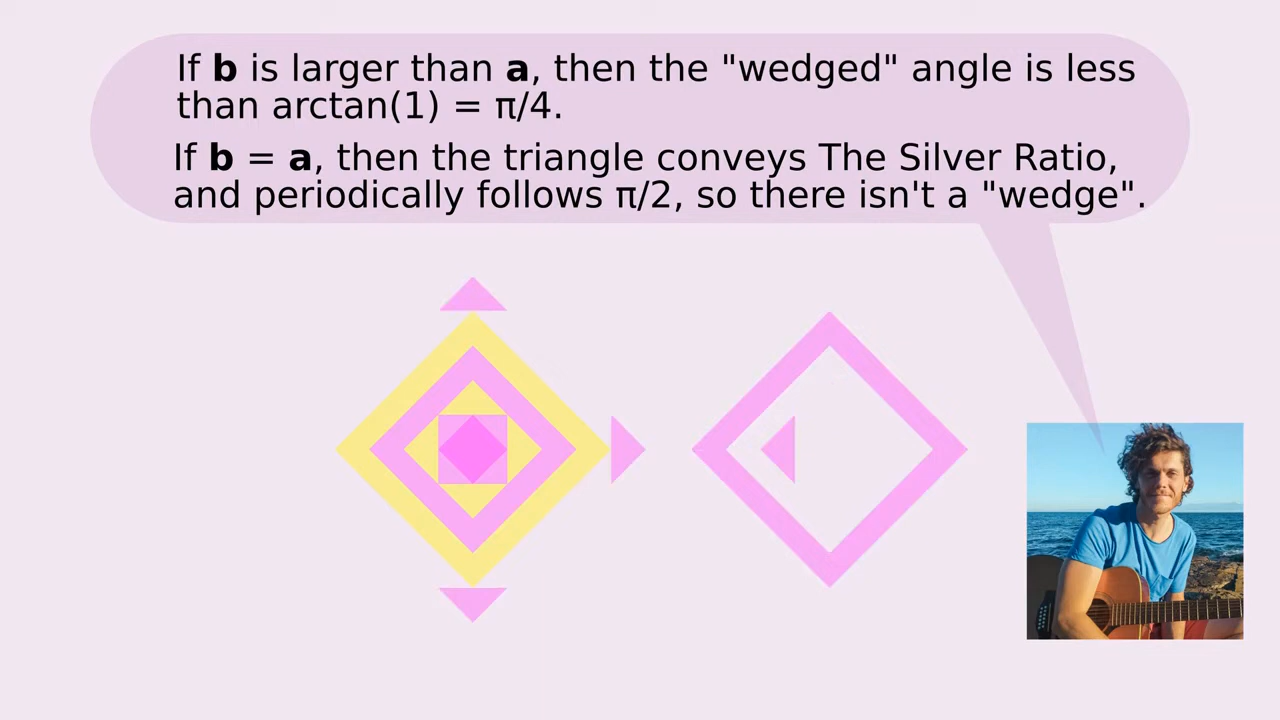 If b is larger than a, then the "wedged" angle is less
than arctan(1) = π/4.
If b = a, then the triangle conveys The Silver Ratio,
and periodically follows π/2, so there isn't a "wedge".